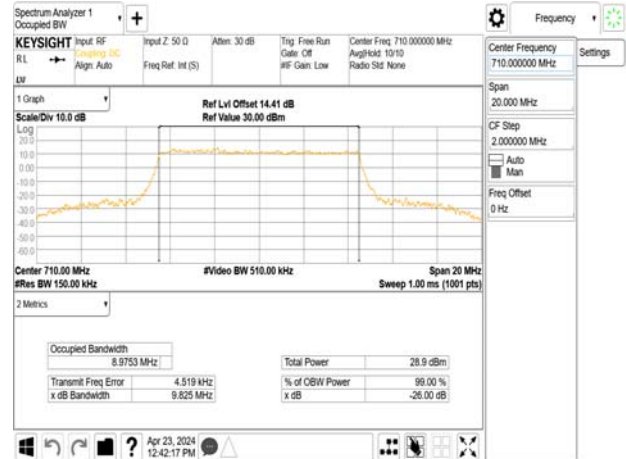 Spectrum Analyzer 1
Occupied BW
+
Frequency
KEYSIGHT
RL
Input: RF
Coupling: DC
Align: Auto
Input Z: 50 Ω
Freq Ref: Int (S)
Atten: 30 dB
Trig: Free Run
Gate: Off
#IF Gain: Low
Center Freq: 710.000000 MHz
Avg|Hold: 10/10
Radio Std: None
Center Frequency
710.000000 MHz
Settings
Span
20.000 MHz
CF Step
2.000000 MHz
Auto
Man
Freq Offset
0 Hz
1 Graph
Scale/Div 10.0 dB
Ref Lvl Offset 14.41 dB
Ref Value 30.00 dBm
Log
20.0
10.0
0.00
-10.0
-20.0
-30.0
-40.0
-50.0
-60.0
Center 710.00 MHz
#Video BW 510.00 kHz
Span 20 MHz
#Res BW 150.00 kHz
Sweep 1.00 ms (1001 pts)
2 Metrics
Occupied Bandwidth
8.9753 MHz
Total Power 28.9 dBm
Transmit Freq Error 4.519 kHz
% of OBW Power 99.00 %
x dB Bandwidth 9.825 MHz
x dB -26.00 dB
?
Apr 23, 2024
12:42:17 PM